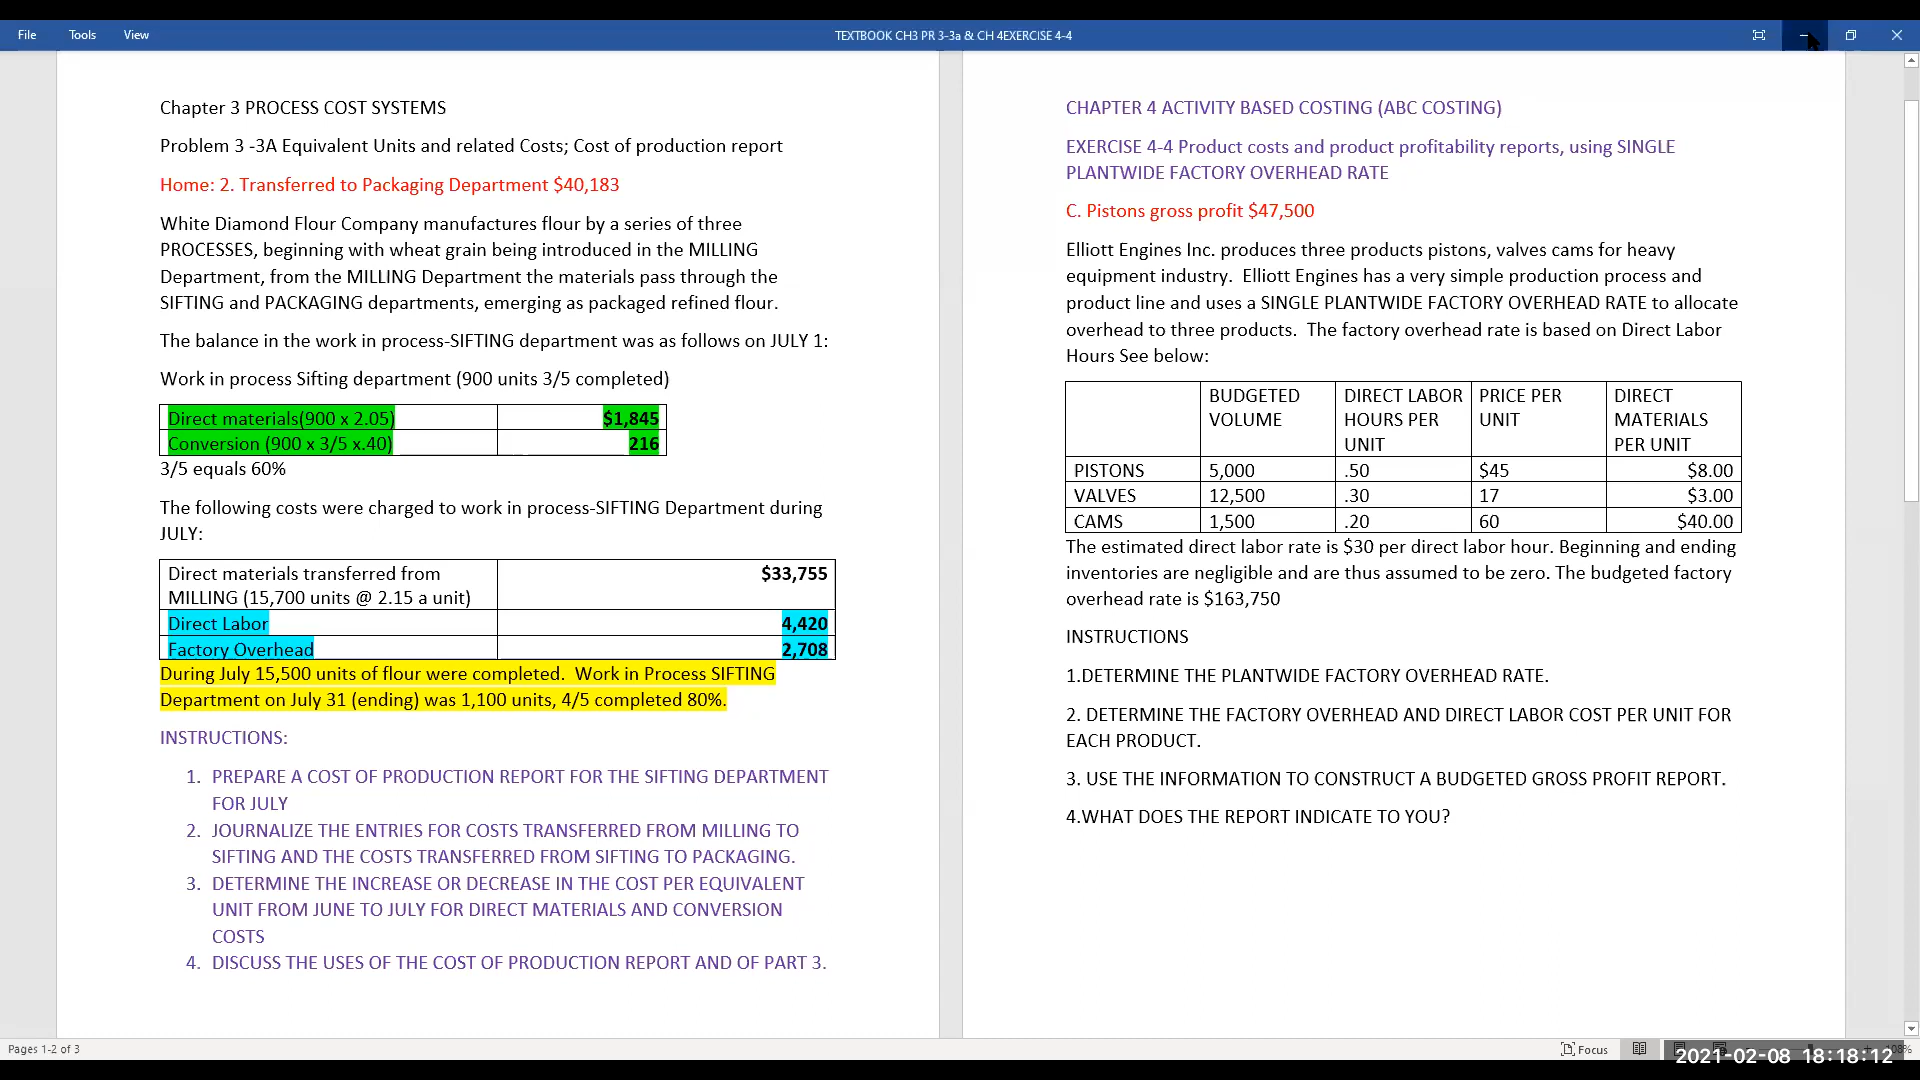 File Tools View TEXTBOOK CH3 PR 3-3a & CH 4EXERCISE 4-4
Chapter 3 PROCESS COST SYSTEMS
Problem 3 -3A Equivalent Units and related Costs; Cost of production report
Home: 2. Transferred to Packaging Department $40,183
White Diamond Flour Company manufactures flour by a series of three
PROCESSES, beginning with wheat grain being introduced in the MILLING
Department, from the MILLING Department the materials pass through the
SIFTING and PACKAGING departments, emerging as packaged refined flour.
The balance in the work in process-SIFTING department was as follows on JULY 1:
Work in process Sifting department (900 units 3/5 completed)
Direct materials(900 x 2.05) $1,845
Conversion (900 x 3/5 x.40) 216
3/5 equals 60%
The following costs were charged to work in process-SIFTING Department during
JULY:
Direct materials transferred from $33,755
MILLING (15,700 units @ 2.15 a unit)
Direct Labor 4,420
Factory Overhead 2,708
During July 15,500 units of flour were completed.  Work in Process SIFTING
Department on July 31 (ending) was 1,100 units, 4/5 completed 80%.
INSTRUCTIONS:
1. PREPARE A COST OF PRODUCTION REPORT FOR THE SIFTING DEPARTMENT
FOR JULY
2. JOURNALIZE THE ENTRIES FOR COSTS TRANSFERRED FROM MILLING TO
SIFTING AND THE COSTS TRANSFERRED FROM SIFTING TO PACKAGING.
3. DETERMINE THE INCREASE OR DECREASE IN THE COST PER EQUIVALENT
UNIT FROM JUNE TO JULY FOR DIRECT MATERIALS AND CONVERSION
COSTS
4. DISCUSS THE USES OF THE COST OF PRODUCTION REPORT AND OF PART 3.
CHAPTER 4 ACTIVITY BASED COSTING (ABC COSTING)
EXERCISE 4-4 Product costs and product profitability reports, using SINGLE
PLANTWIDE FACTORY OVERHEAD RATE
C. Pistons gross profit $47,500
Elliott Engines Inc. produces three products pistons, valves cams for heavy
equipment industry.  Elliott Engines has a very simple production process and
product line and uses a SINGLE PLANTWIDE FACTORY OVERHEAD RATE to allocate
overhead to three products.  The factory overhead rate is based on Direct Labor
Hours See below:
BUDGETED DIRECT LABOR PRICE PER DIRECT
VOLUME HOURS PER UNIT MATERIALS
UNIT PER UNIT
PISTONS 5,000 .50 $45 $8.00
VALVES 12,500 .30 17 $3.00
CAMS 1,500 .20 60 $40.00
The estimated direct labor rate is $30 per direct labor hour. Beginning and ending
inventories are negligible and are thus assumed to be zero. The budgeted factory
overhead rate is $163,750
INSTRUCTIONS
1.DETERMINE THE PLANTWIDE FACTORY OVERHEAD RATE.
2. DETERMINE THE FACTORY OVERHEAD AND DIRECT LABOR COST PER UNIT FOR
EACH PRODUCT.
3. USE THE INFORMATION TO CONSTRUCT A BUDGETED GROSS PROFIT REPORT.
4.WHAT DOES THE REPORT INDICATE TO YOU?
Pages 1-2 of 3 Focus
2021-02-08 18:18:12